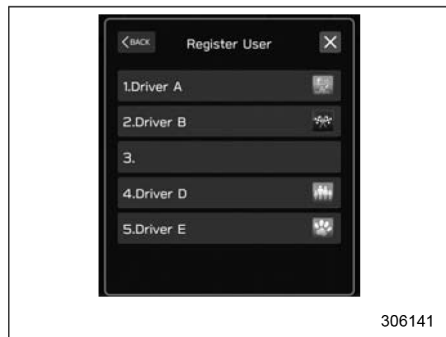 BACK Register User
1.Driver A
2.Driver B
3.
4.Driver D
5.Driver E
306141